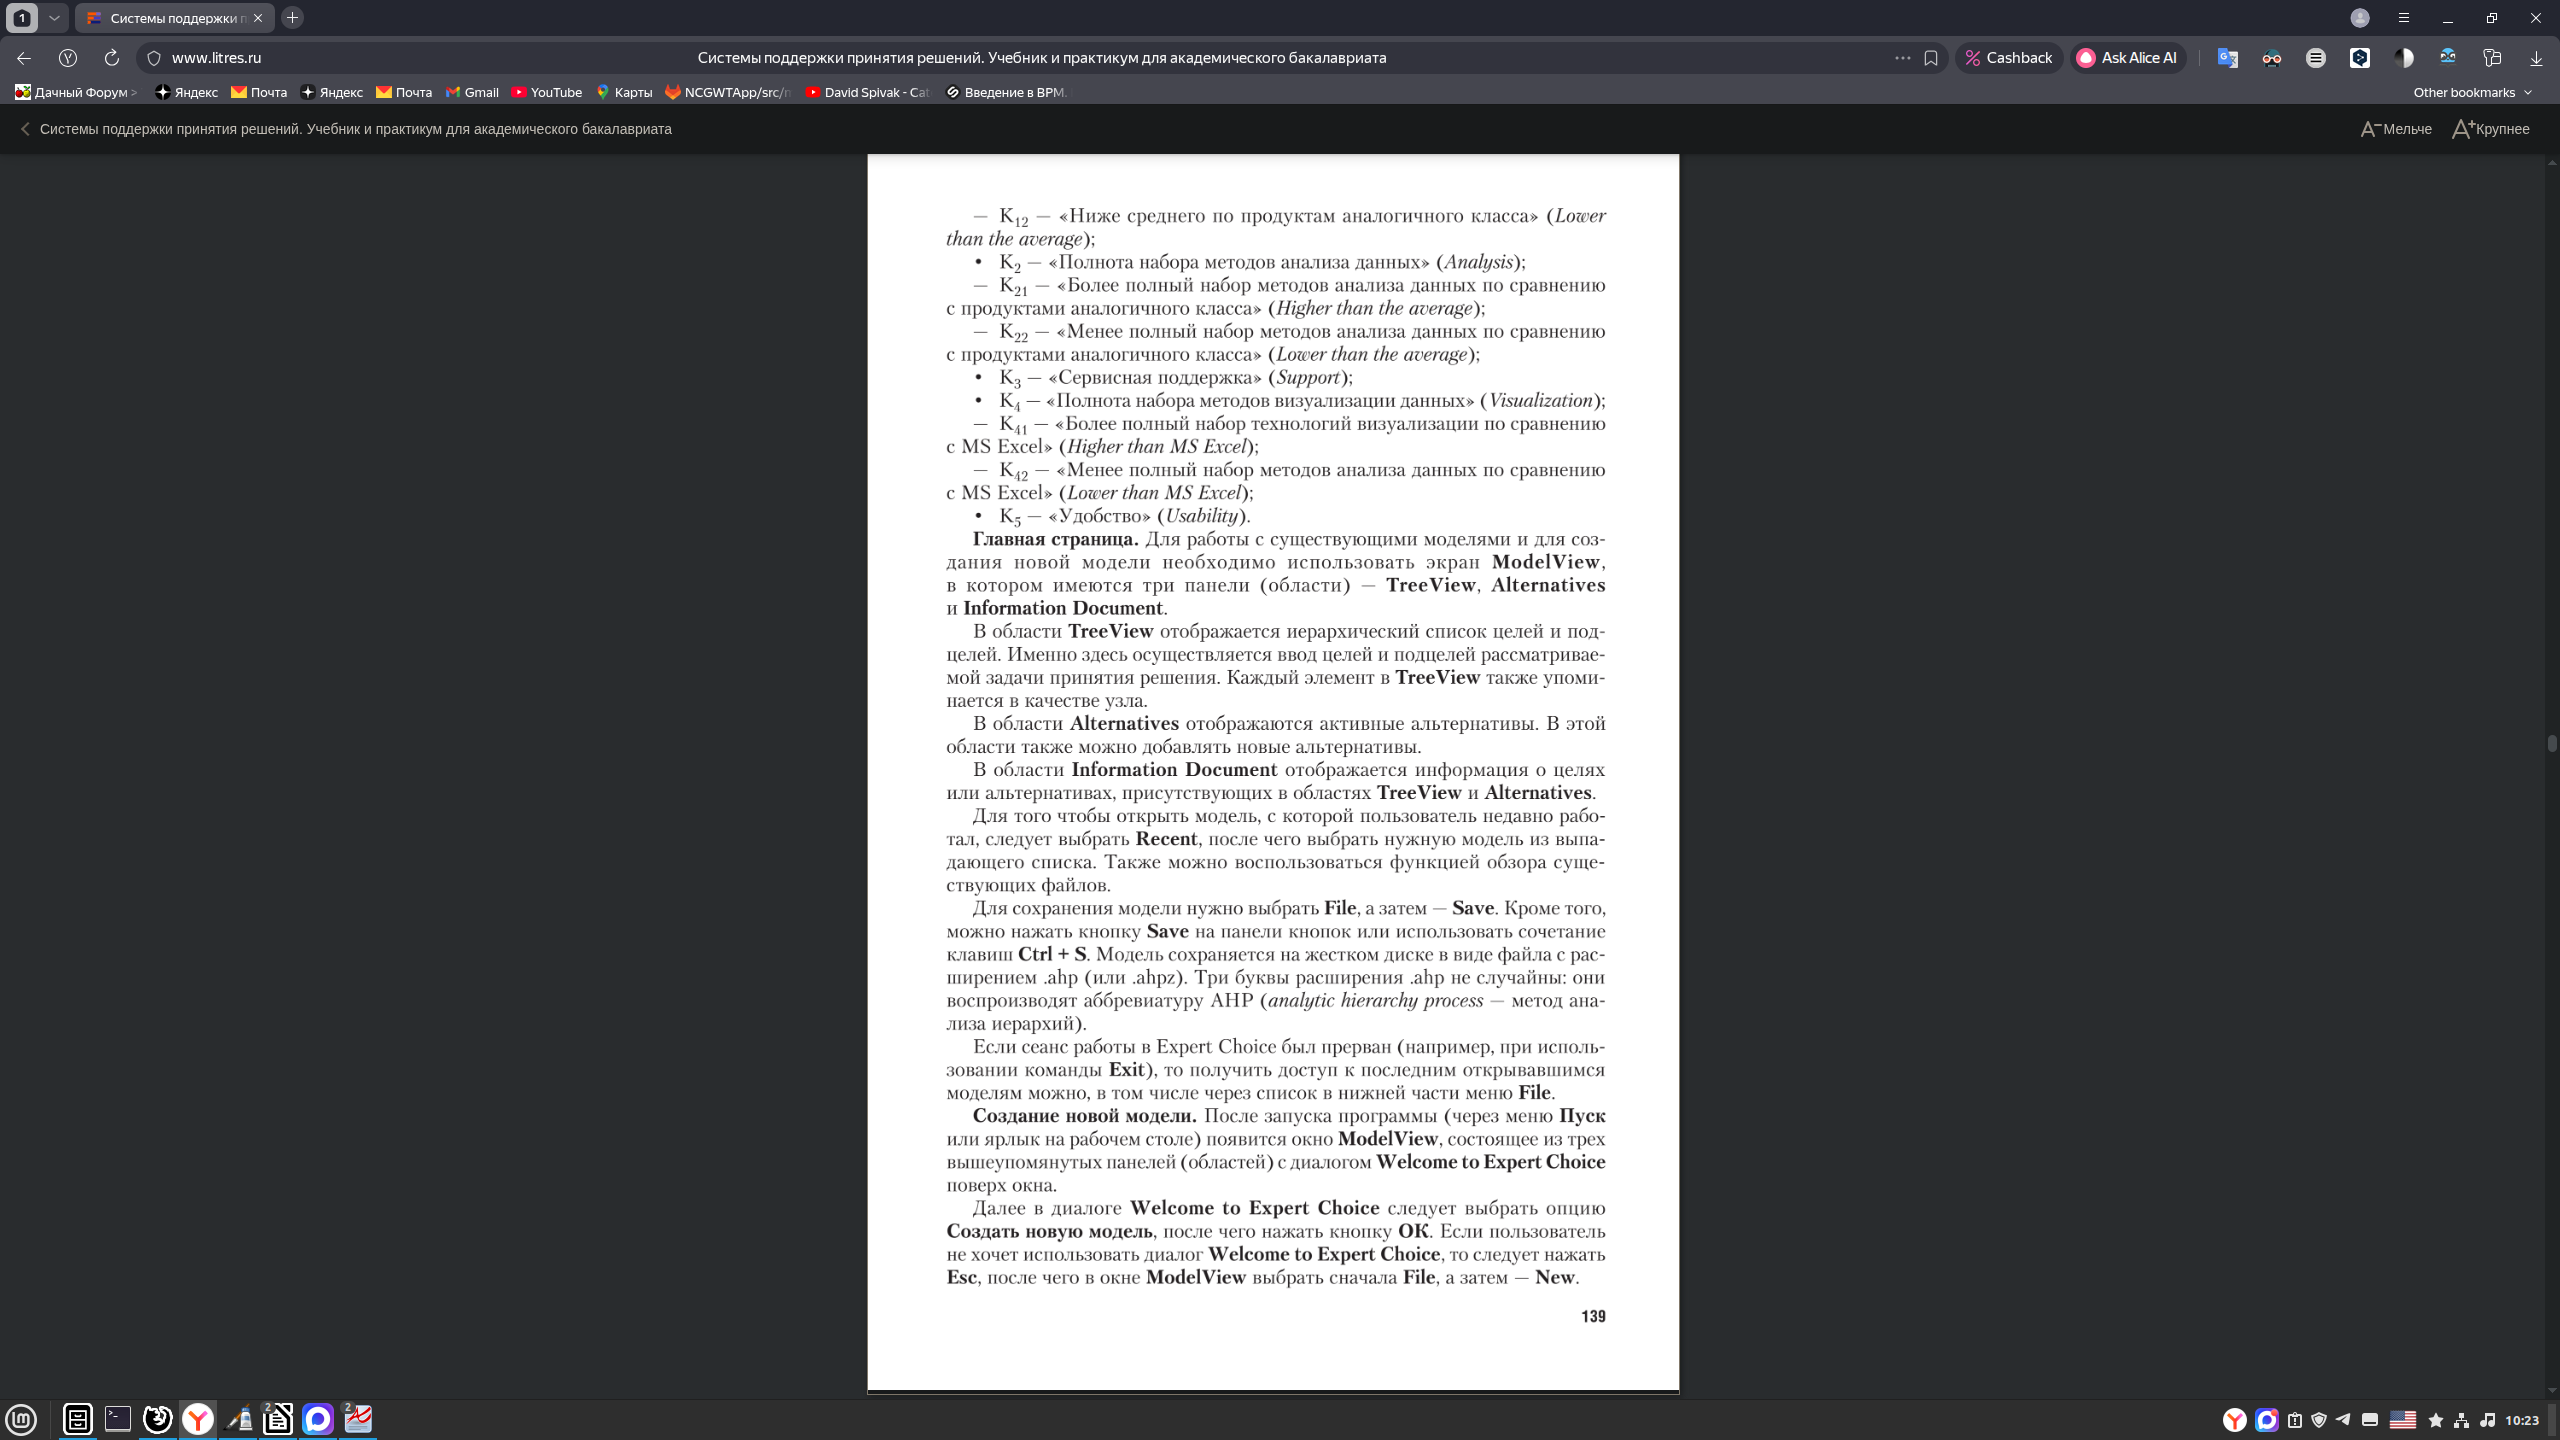 1
Системы поддержки п
www.litres.ru
Системы поддержки принятия решений. Учебник и практикум для академического бакалавриата
Cashback
Ask Alice AI
Дачный Форум >
Яндекс
Почта
Яндекс
Почта
Gmail
YouTube
Карты
NCGWTApp/src/
David Spivak - Cat
Введение в BPM.
Other bookmarks
Системы поддержки принятия решений. Учебник и практикум для академического бакалавриата
A- Мельче
A+ Крупнее
— K12 — «Ниже среднего по продуктам аналогичного класса» (Lower
than the average);
• K2 — «Полнота набора методов анализа данных» (Analysis);
— K21 — «Более полный набор методов анализа данных по сравнению
с продуктами аналогичного класса» (Higher than the average);
— K22 — «Менее полный набор методов анализа данных по сравнению
с продуктами аналогичного класса» (Lower than the average);
• K3 — «Сервисная поддержка» (Support);
• K4 — «Полнота набора методов визуализации данных» (Visualization);
— K41 — «Более полный набор технологий визуализации по сравнению
с MS Excel» (Higher than MS Excel);
— K42 — «Менее полный набор методов анализа данных по сравнению
с MS Excel» (Lower than MS Excel);
• K5 — «Удобство» (Usability).
Главная страница. Для работы с существующими моделями и для соз-
дания новой модели необходимо использовать экран ModelView,
в котором имеются три панели (области) — TreeView, Alternatives
и Information Document.
В области TreeView отображается иерархический список целей и под-
целей. Именно здесь осуществляется ввод целей и подцелей рассматривае-
мой задачи принятия решения. Каждый элемент в TreeView также упоми-
нается в качестве узла.
В области Alternatives отображаются активные альтернативы. В этой
области также можно добавлять новые альтернативы.
В области Information Document отображается информация о целях
или альтернативах, присутствующих в областях TreeView и Alternatives.
Для того чтобы открыть модель, с которой пользователь недавно рабо-
тал, следует выбрать Recent, после чего выбрать нужную модель из выпа-
дающего списка. Также можно воспользоваться функцией обзора суще-
ствующих файлов.
Для сохранения модели нужно выбрать File, а затем — Save. Кроме того,
можно нажать кнопку Save на панели кнопок или использовать сочетание
клавиш Ctrl + S. Модель сохраняется на жестком диске в виде файла с рас-
ширением .ahp (или .ahpz). Три буквы расширения .ahp не случайны: они
воспроизводят аббревиатуру AHP (analytic hierarchy process — метод ана-
лиза иерархий).
Если сеанс работы в Expert Choice был прерван (например, при исполь-
зовании команды Exit), то получить доступ к последним открывавшимся
моделям можно, в том числе через список в нижней части меню File.
Создание новой модели. После запуска программы (через меню Пуск
или ярлык на рабочем столе) появится окно ModelView, состоящее из трех
вышеупомянутых панелей (областей) с диалогом Welcome to Expert Choice
поверх окна.
Далее в диалоге Welcome to Expert Choice следует выбрать опцию
Создать новую модель, после чего нажать кнопку ОК. Если пользователь
не хочет использовать диалог Welcome to Expert Choice, то следует нажать
Esc, после чего в окне ModelView выбрать сначала File, а затем — New.
139
2
2
10:23